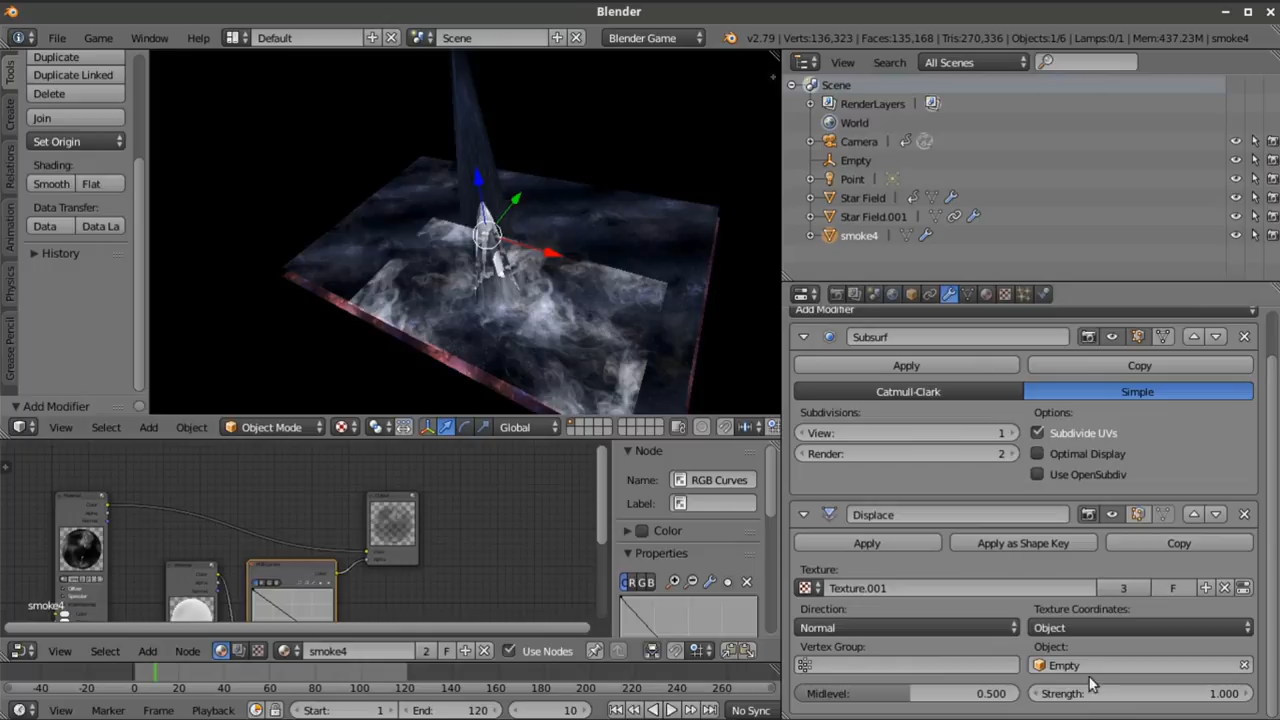 Blender
File Game Window Help Default Scene Blender Game v2.79 | Verts:136,323 | Faces:135,168 | Tris:270,336 | Objects:1/6 | Lamps:0/1 | Mem:437.23M | smoke4
Tools
Create
Relations
Animation
Physics
Grease Pencil
Duplicate
Duplicate Linked
Delete
Join
Set Origin
Shading:
Smooth Flat
Data Transfer:
Data Data La
History
Add Modifier
View Select Add Object Object Mode Global
View Search All Scenes
Scene
RenderLayers
World
Camera
Empty
Point
Star Field
Star Field.001
smoke4
Add Modifier
Subsurf
Apply Copy
Catmull-Clark Simple
Subdivisions: Options:
View: 1 Subdivide UVs
Render: 2 Optimal Display
Use OpenSubdiv
Displace
Apply Apply as Shape Key Copy
Texture:
Texture.001 3 F
Direction: Texture Coordinates:
Normal Object
Vertex Group: Object:
Empty
Midlevel: 0.500 Strength: 1.000
smoke4
Node
Name: RGB Curves
Label:
Color
Properties
C R G B
View Select Add Node smoke4 2 F Use Nodes
-40 -20 0 20 40 60 80 100 120 140 160 180 200 220 240 260
View Marker Frame Playback Start: 1 End: 120 10 No Sync